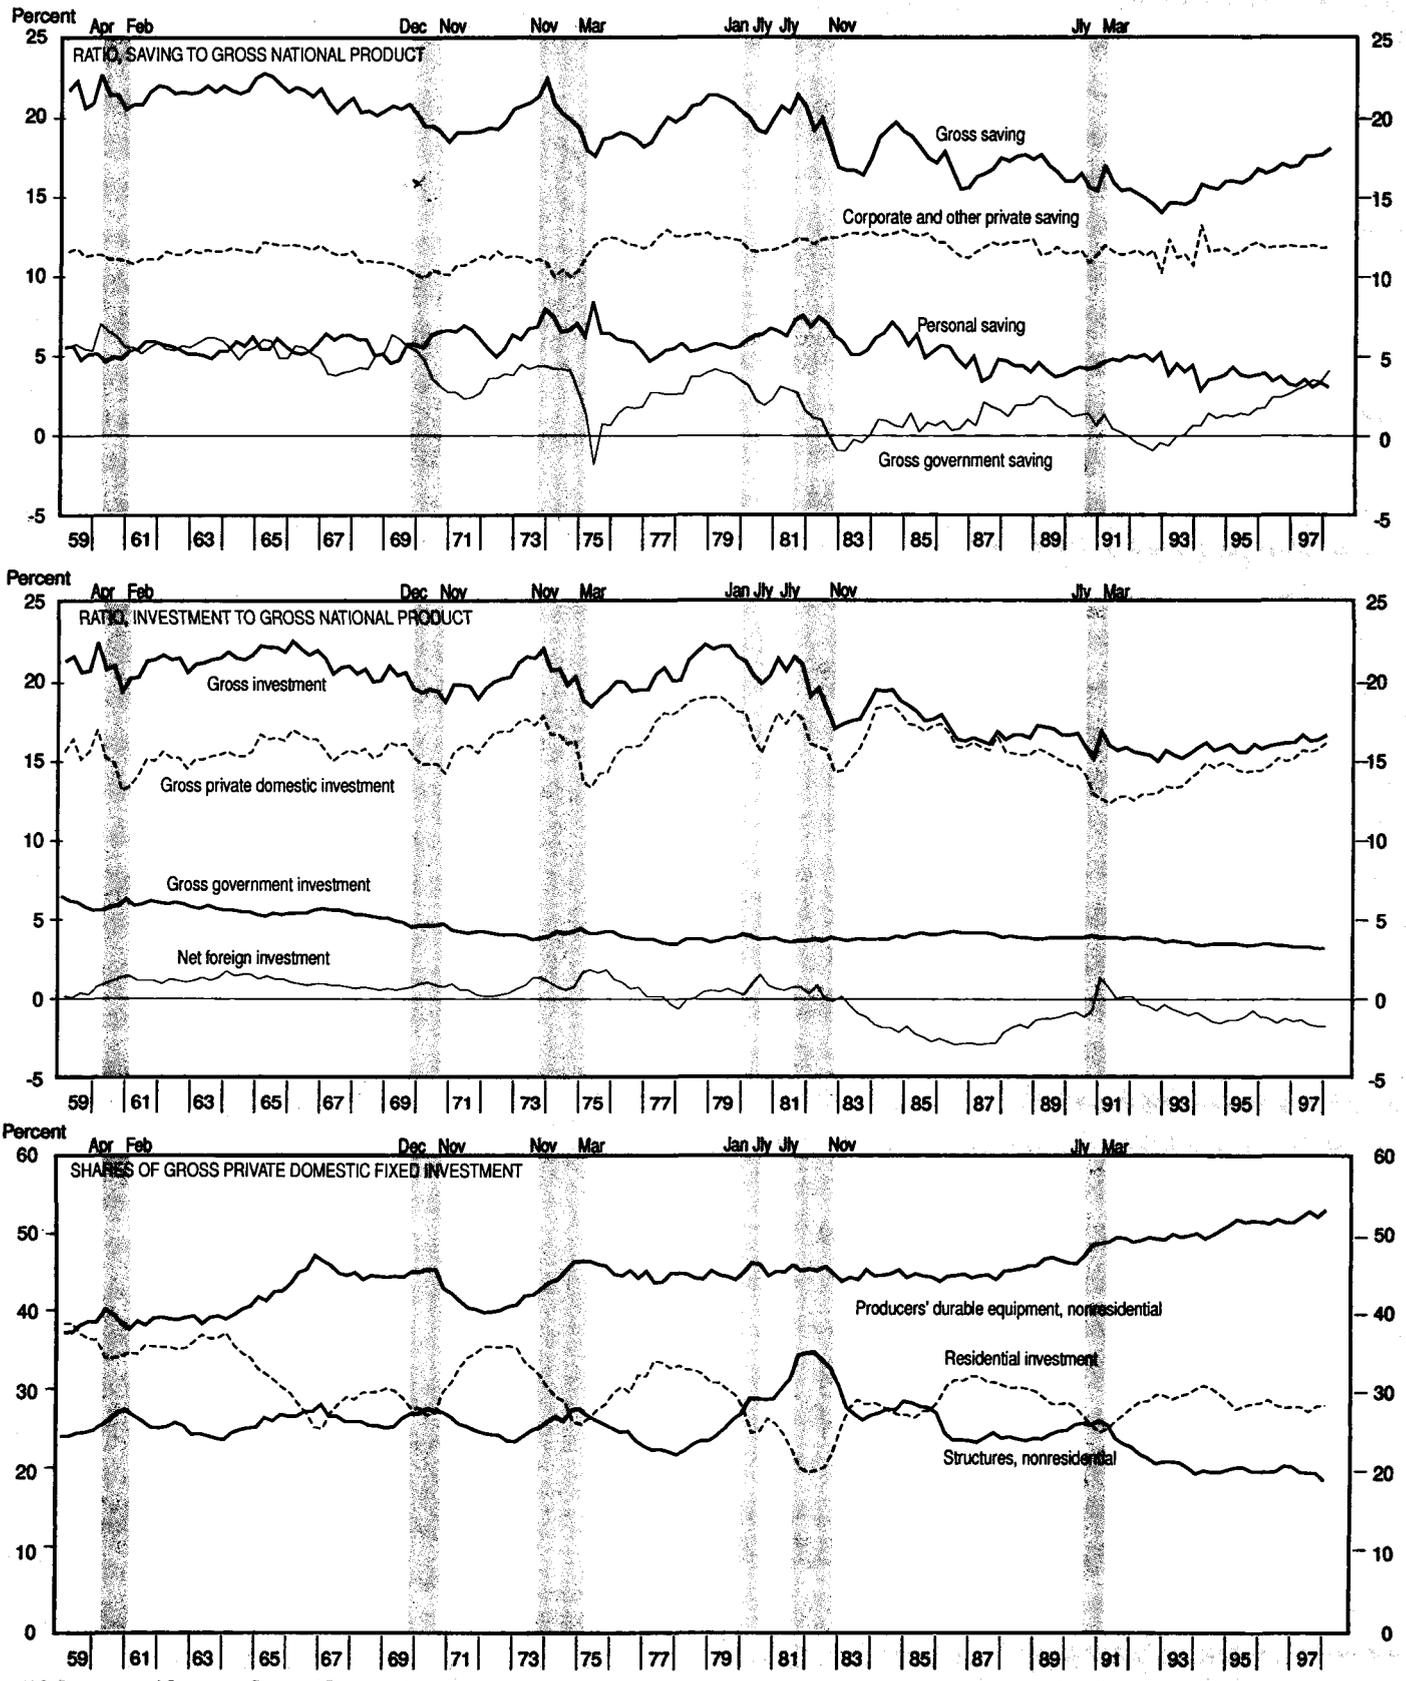 Percent
Apr Feb Dec Nov Nov Mar Jan Jly Jly Nov Jly Mar
25 25
RATIO, SAVING TO GROSS NATIONAL PRODUCT
20 20
Gross saving
15 15
Corporate and other private saving
10 10
Personal saving
5 5
0 0
Gross government saving
-5 -5
59 61 63 65 67 69 71 73 75 77 79 81 83 85 87 89 91 93 95 97
Percent
Apr Feb Dec Nov Nov Mar Jan Jly Jly Nov Jly Mar
25 25
RATIO, INVESTMENT TO GROSS NATIONAL PRODUCT
20 20
Gross investment
15 15
Gross private domestic investment
10 10
Gross government investment
5 5
Net foreign investment
0 0
-5 -5
59 61 63 65 67 69 71 73 75 77 79 81 83 85 87 89 91 93 95 97
Percent
Apr Feb Dec Nov Nov Mar Jan Jly Jly Nov Jly Mar
60 60
SHARES OF GROSS PRIVATE DOMESTIC FIXED INVESTMENT
50 50
40 40
Producers' durable equipment, nonresidential
Residential investment
30 30
Structures, nonresidential
20 20
10 10
0 0
59 61 63 65 67 69 71 73 75 77 79 81 83 85 87 89 91 93 95 97